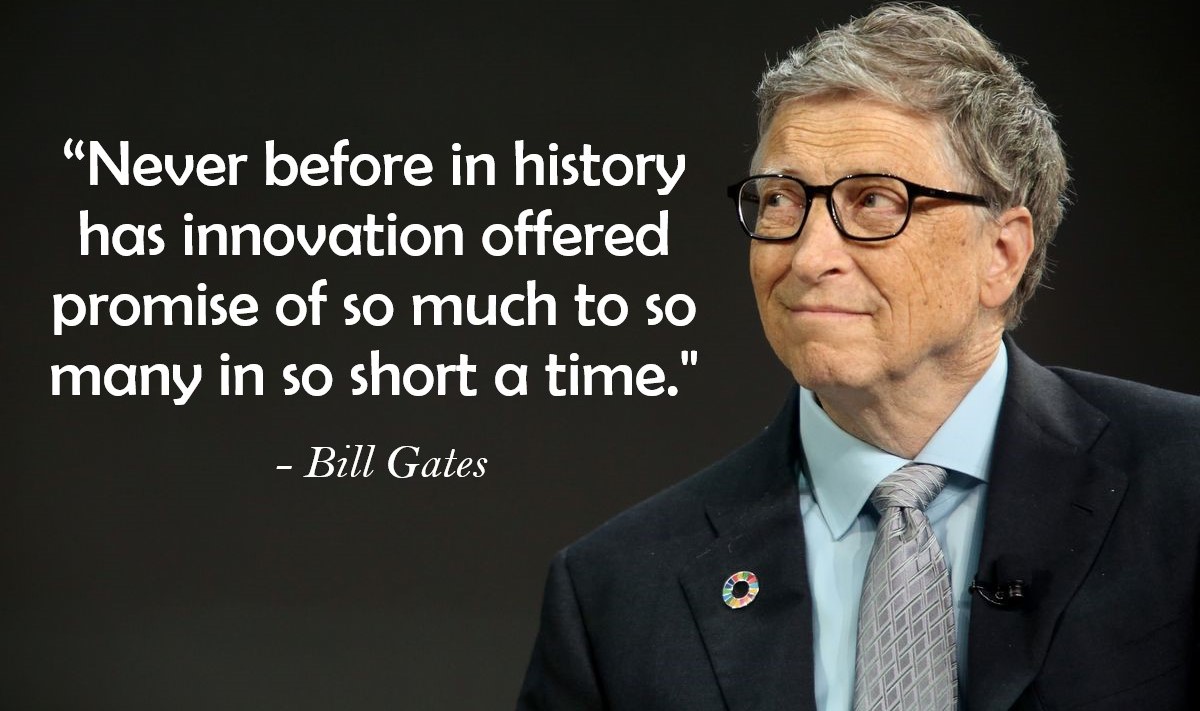 “Never before in history
has innovation offered
promise of so much to so
many in so short a time."
- Bill Gates